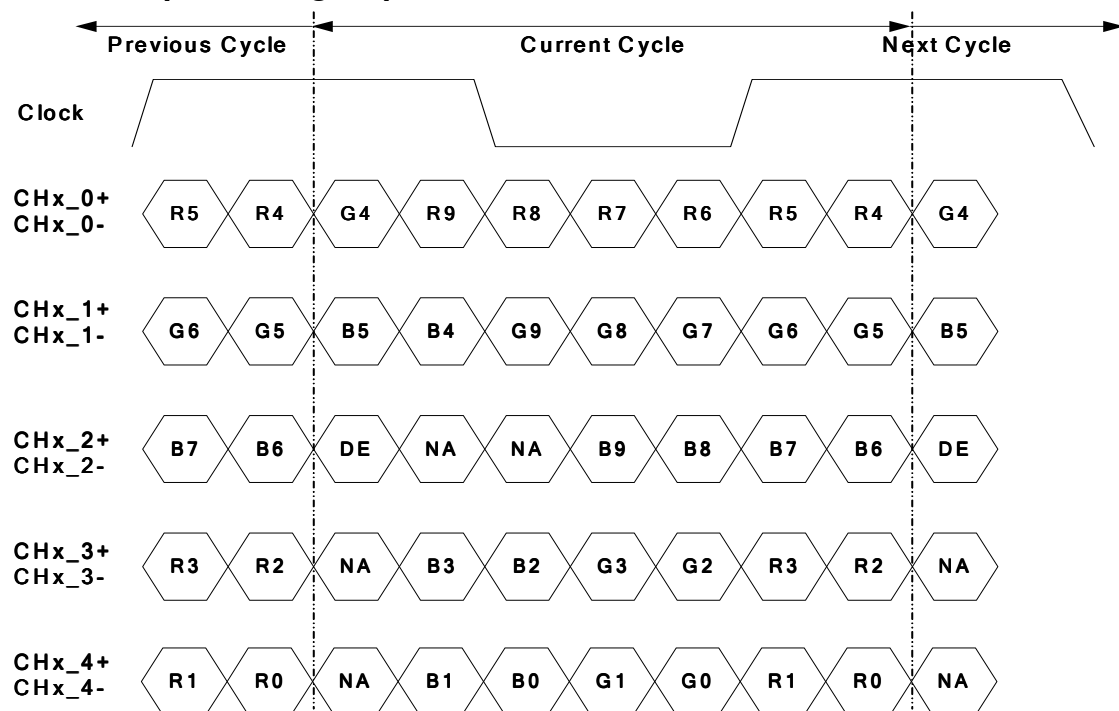 Previous Cycle Current Cycle Next Cycle
Clock
CHx_0+
CHx_0-
R5 R4 G4 R9 R8 R7 R6 R5 R4 G4
CHx_1+
CHx_1-
G6 G5 B5 B4 G9 G8 G7 G6 G5 B5
CHx_2+
CHx_2-
B7 B6 DE NA NA B9 B8 B7 B6 DE
CHx_3+
CHx_3-
R3 R2 NA B3 B2 G3 G2 R3 R2 NA
CHx_4+
CHx_4-
R1 R0 NA B1 B0 G1 G0 R1 R0 NA